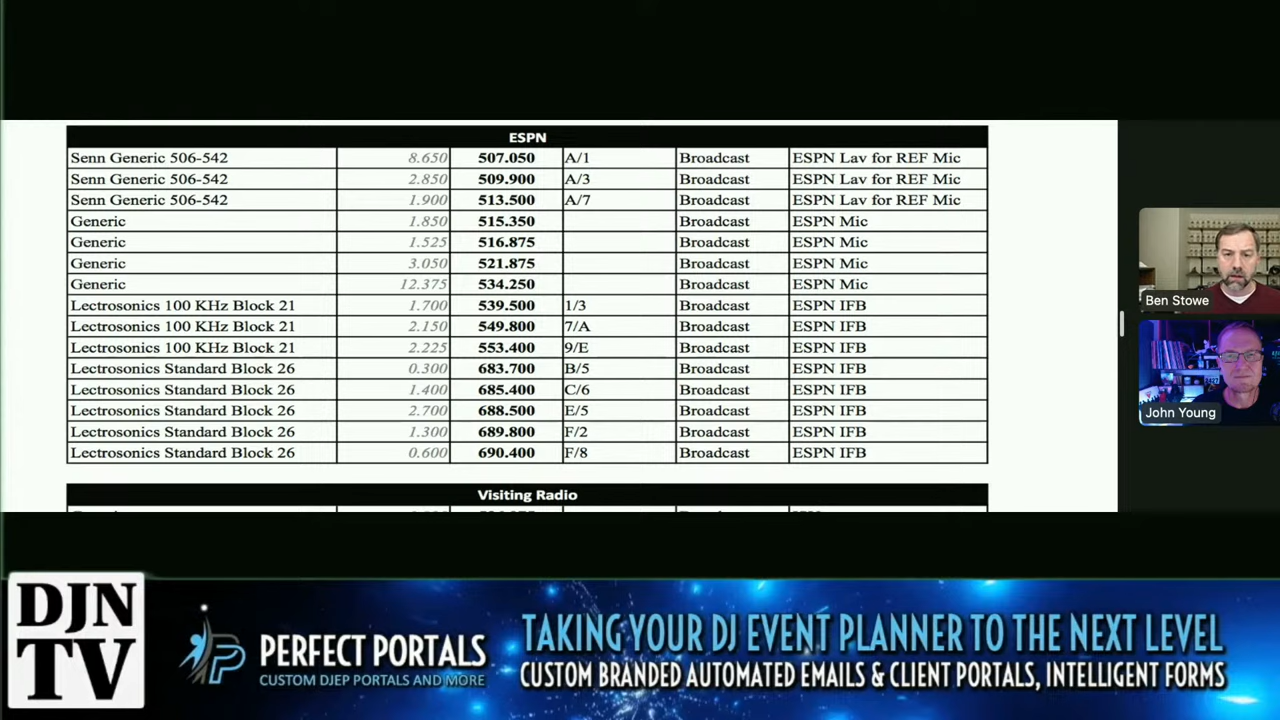 ESPN
Senn Generic 506-542 8.650 507.050 A/1 Broadcast ESPN Lav for REF Mic
Senn Generic 506-542 2.850 509.900 A/3 Broadcast ESPN Lav for REF Mic
Senn Generic 506-542 1.900 513.500 A/7 Broadcast ESPN Lav for REF Mic
Generic 1.850 515.350 Broadcast ESPN Mic
Generic 1.525 516.875 Broadcast ESPN Mic
Generic 3.050 521.875 Broadcast ESPN Mic
Generic 12.375 534.250 Broadcast ESPN Mic
Lectrosonics 100 KHz Block 21 1.700 539.500 1/3 Broadcast ESPN IFB
Lectrosonics 100 KHz Block 21 2.150 549.800 7/A Broadcast ESPN IFB
Lectrosonics 100 KHz Block 21 2.225 553.400 9/E Broadcast ESPN IFB
Lectrosonics Standard Block 26 0.300 683.700 B/5 Broadcast ESPN IFB
Lectrosonics Standard Block 26 1.400 685.400 C/6 Broadcast ESPN IFB
Lectrosonics Standard Block 26 2.700 688.500 E/5 Broadcast ESPN IFB
Lectrosonics Standard Block 26 1.300 689.800 F/2 Broadcast ESPN IFB
Lectrosonics Standard Block 26 0.600 690.400 F/8 Broadcast ESPN IFB
Visiting Radio
Ben Stowe
John Young
DJN
TV
PERFECT PORTALS
CUSTOM DJEP PORTALS AND MORE
TAKING YOUR DJ EVENT PLANNER TO THE NEXT LEVEL
CUSTOM BRANDED AUTOMATED EMAILS & CLIENT PORTALS, INTELLIGENT FORMS